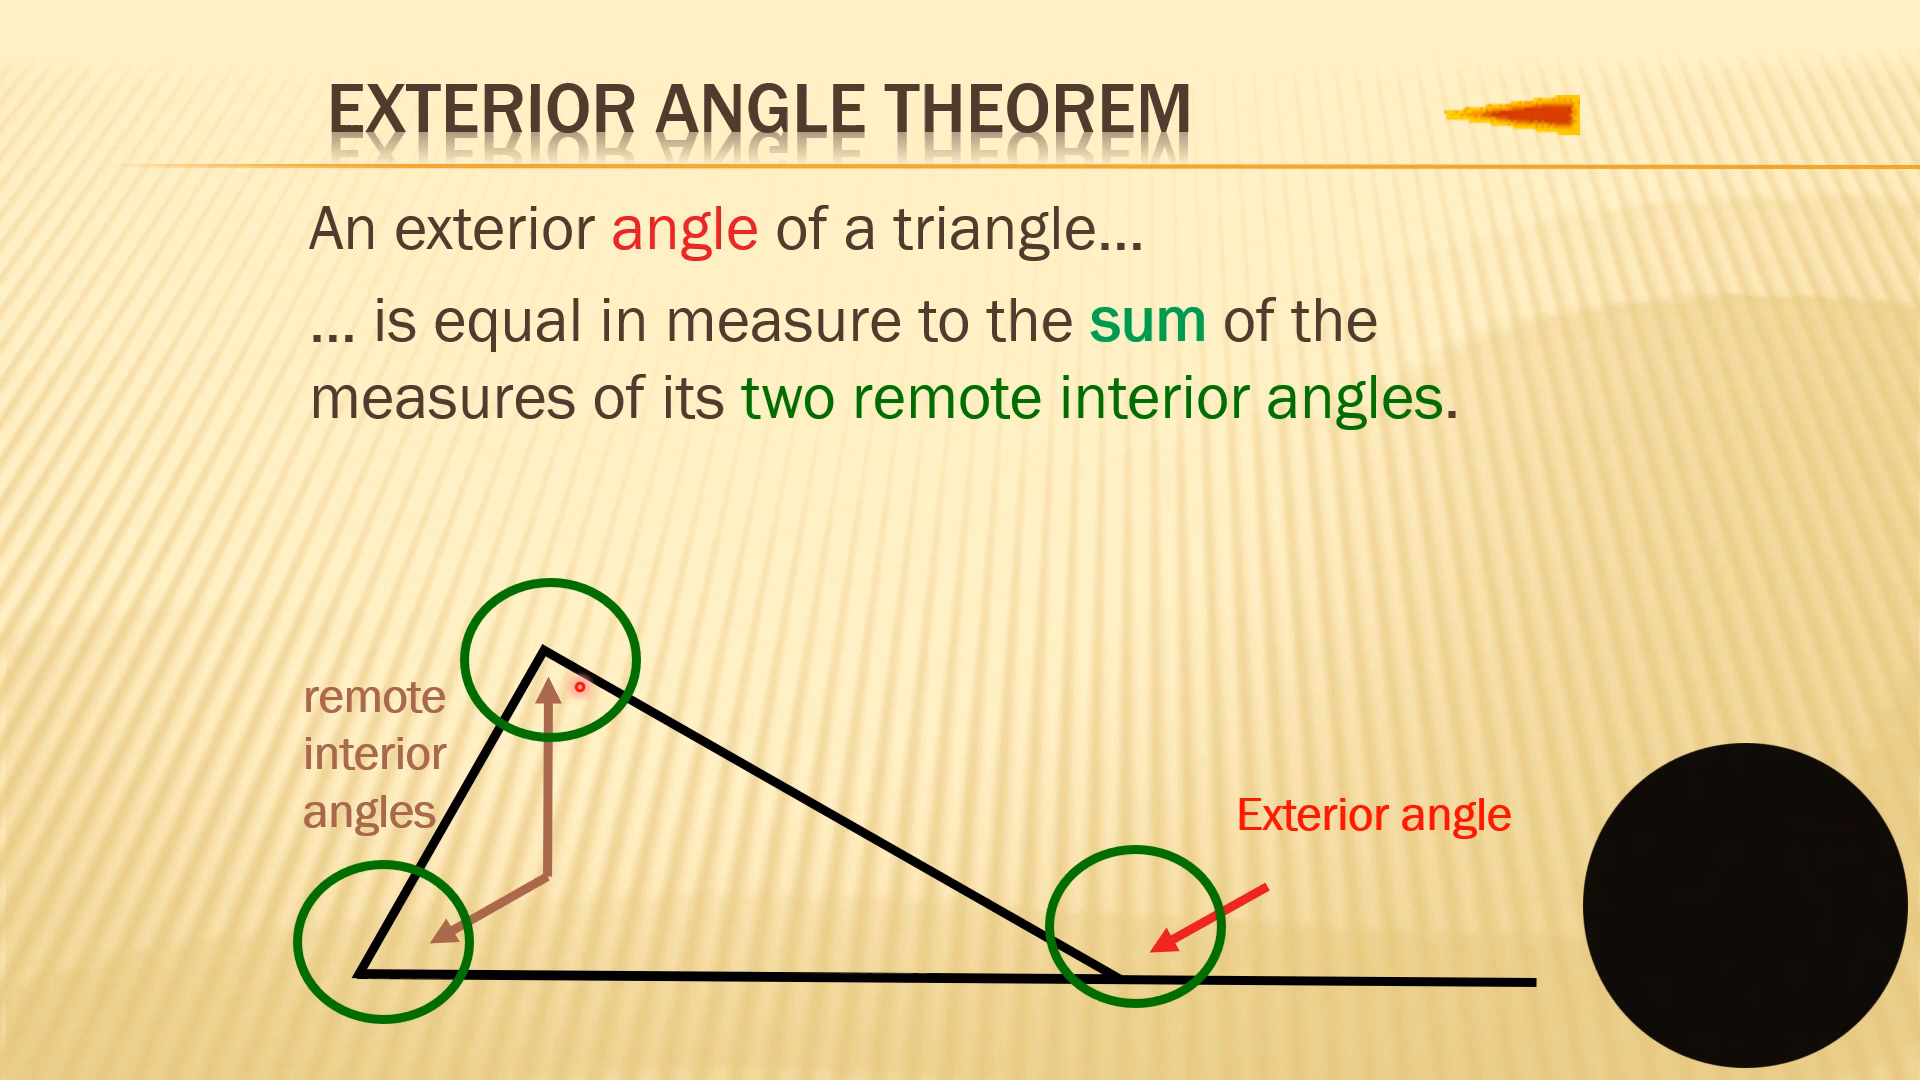 EXTERIOR ANGLE THEOREM
An exterior angle of a triangle...
... is equal in measure to the sum of the
measures of its two remote interior angles.
remote
interior
angles
Exterior angle